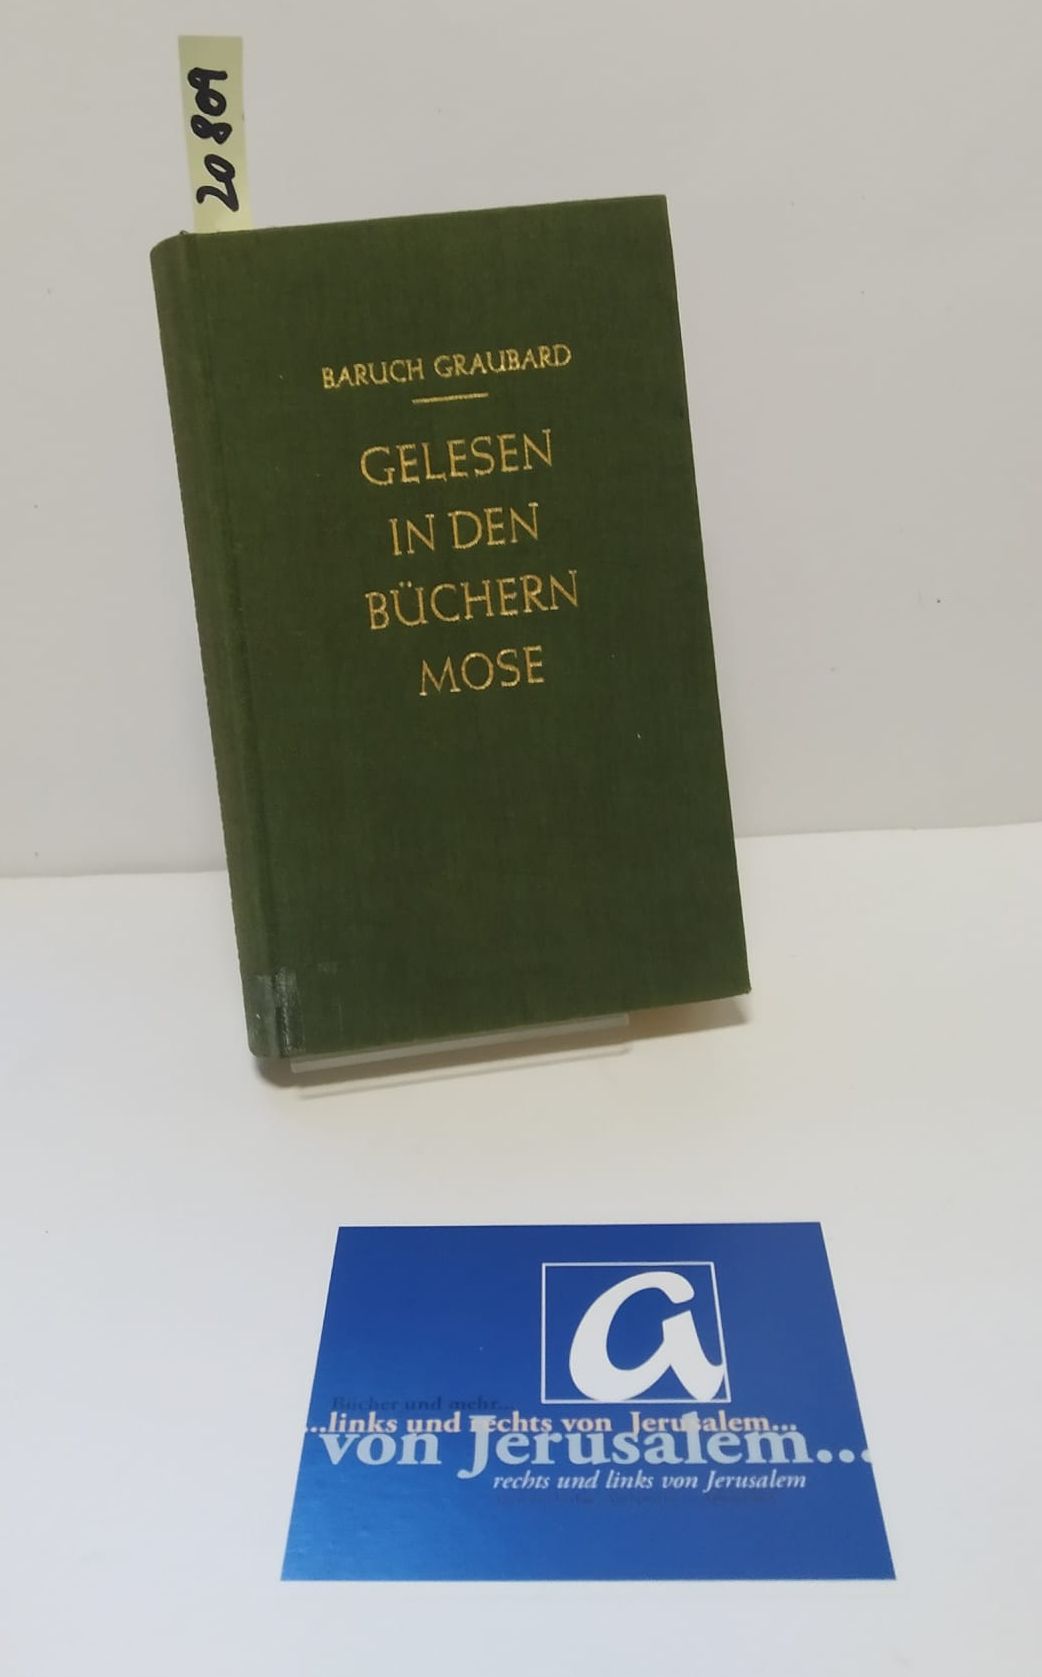 20809
BARUCH GRAUBARD
GELESEN
IN DEN
BÜCHERN
MOSE
a
Bücher und mehr...
...links und rechts von Jerusalem...
von Jerusalem...
rechts und links von Jerusalem